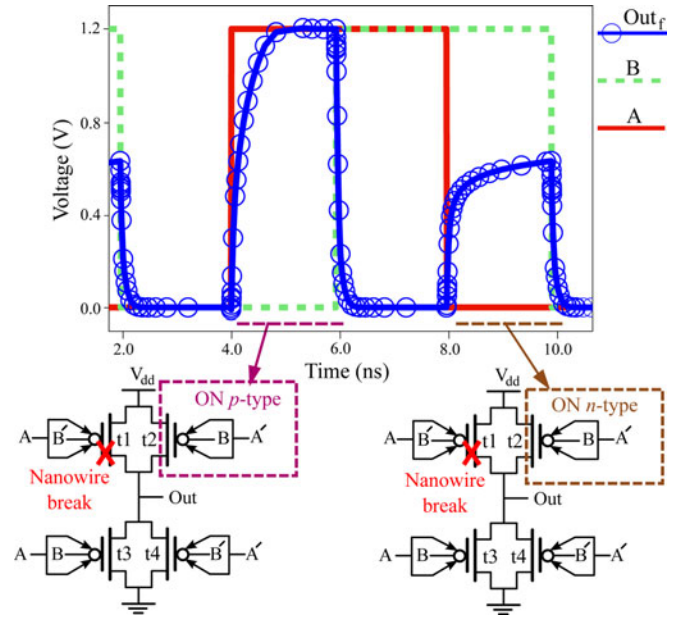 Out_f
B
A
Voltage (V)
1.2
0.8
0.4
0.0
2.0 4.0 6.0 8.0 10.0
Time (ns)
V_dd
ON p-type
A B′ t1 t2 B A′
Nanowire
break
Out
A B t3 t4 B′ A′
V_dd
ON n-type
A B′ t1 t2 B A′
Nanowire
break
Out
A B t3 t4 B′ A′